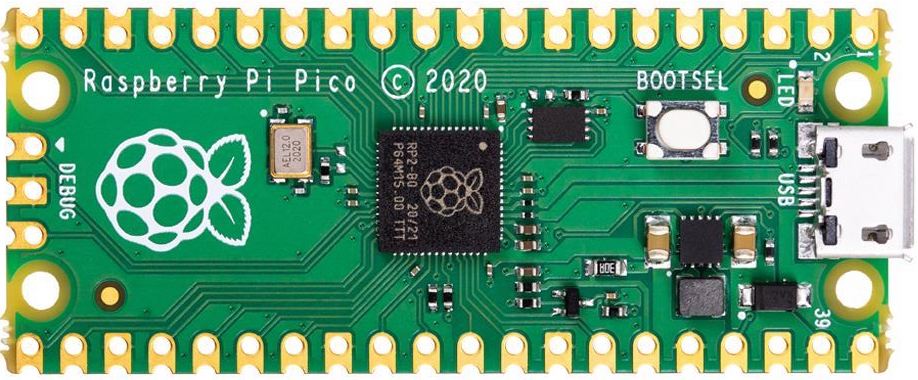 Raspberry Pi Pico © 2020
BOOTSEL
LED
2
1
AEL12.0
2020
DEBUG
RP2-B0 20/21
P64M15.00 TTT
USB
39